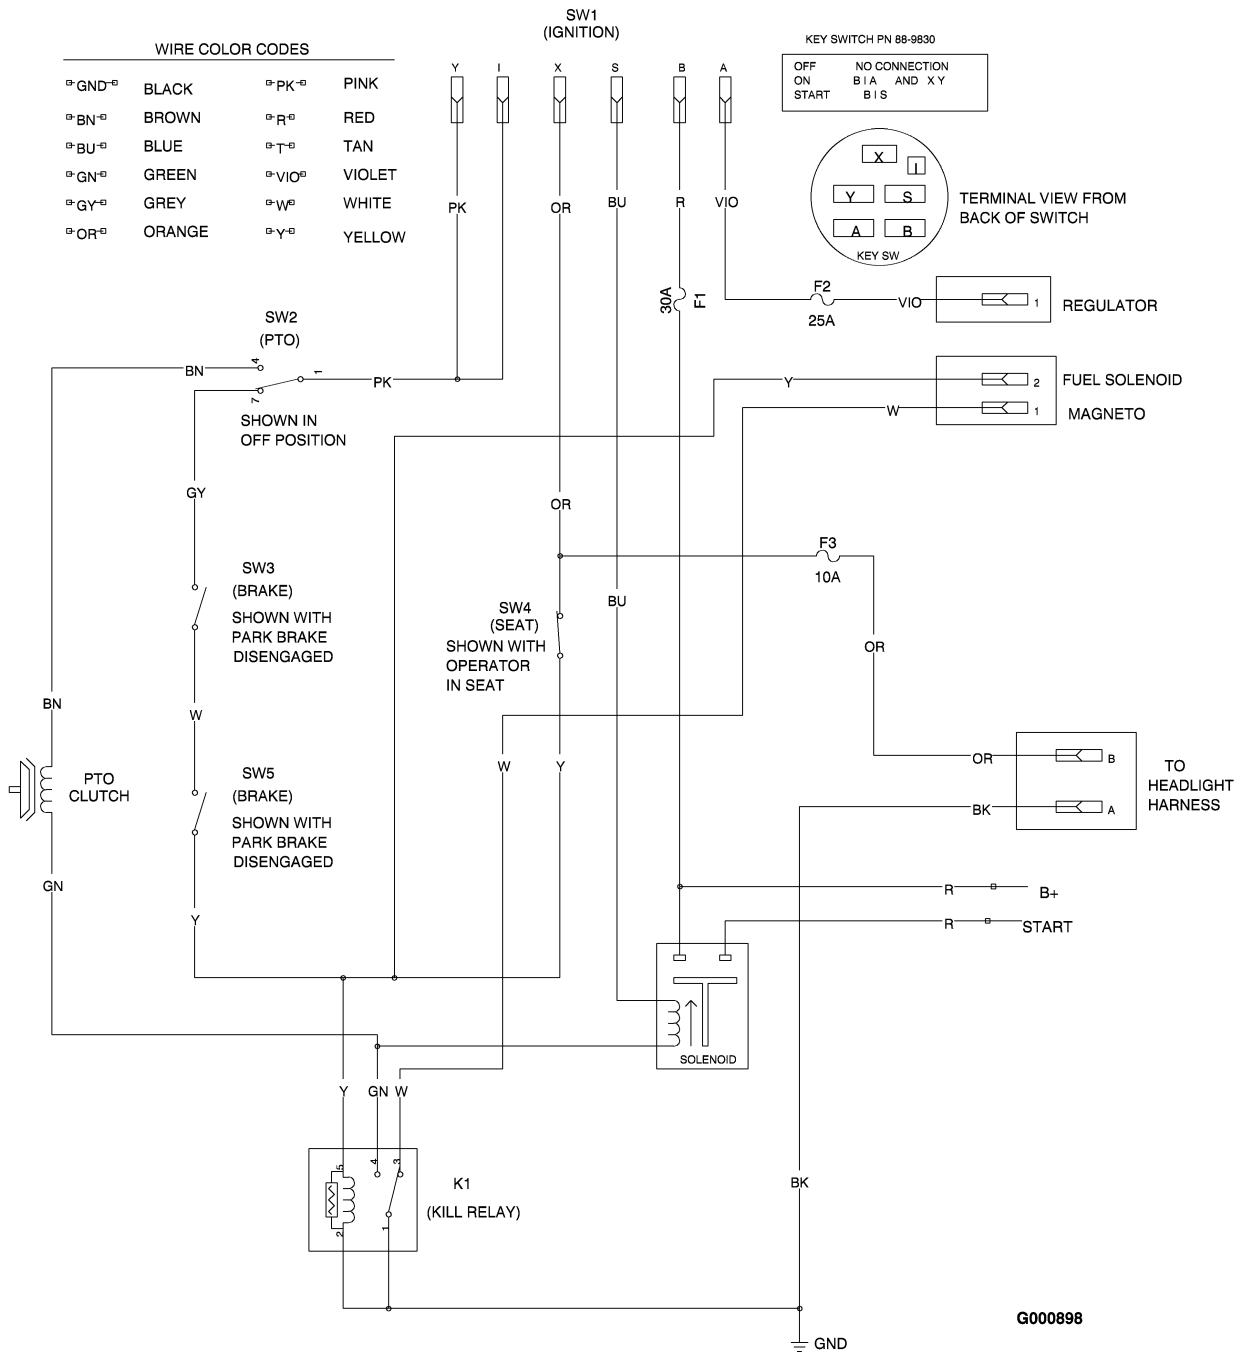 SW1
(IGNITION)
WIRE COLOR CODES
GND BLACK
BN BROWN
BU BLUE
GN GREEN
GY GREY
OR ORANGE
PK PINK
R RED
T TAN
VIO VIOLET
W WHITE
Y YELLOW
Y I X S B A
KEY SWITCH PN 88-9830
OFF NO CONNECTION
ON B I A AND X Y
START B I S
X
I
Y S
A B
KEY SW
TERMINAL VIEW FROM
BACK OF SWITCH
PK
OR
BU
R
VIO
30A
F1
F2
25A
VIO
1
REGULATOR
SW2
(PTO)
4
1
7
BN
PK
SHOWN IN
OFF POSITION
Y
2
FUEL SOLENOID
W
1
MAGNETO
GY
OR
F3
10A
SW3
(BRAKE)
SHOWN WITH
PARK BRAKE
DISENGAGED
BU
SW4
(SEAT)
SHOWN WITH
OPERATOR
IN SEAT
OR
BN
W
W
Y
OR
B
TO
HEADLIGHT
HARNESS
BK
A
PTO
CLUTCH
SW5
(BRAKE)
SHOWN WITH
PARK BRAKE
DISENGAGED
GN
Y
R
B+
R
START
SOLENOID
Y
GN
W
5
4
3
2
1
K1
(KILL RELAY)
BK
GND
G000898